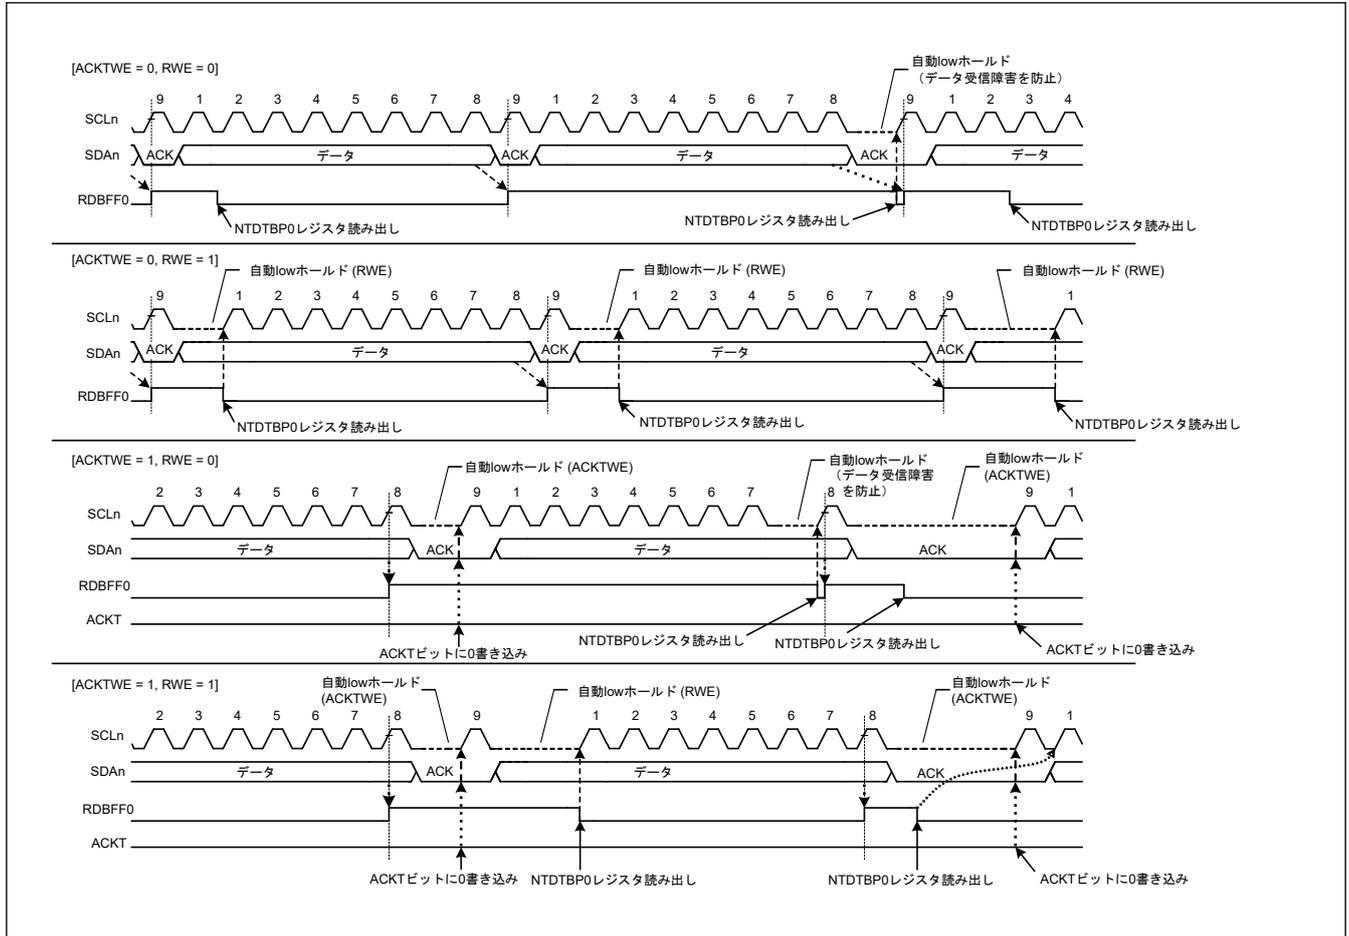 [ACKTWE = 0, RWE = 0]
自動lowホールド
（データ受信障害を防止）
9 1 2 3 4 5 6 7 8 9 1 2 3 4 5 6 7 8 9 1 2 3 4
SCLn
SDAn ACK データ ACK データ ACK データ
RDBFF0
NTDTBP0レジスタ読み出し NTDTBP0レジスタ読み出し NTDTBP0レジスタ読み出し
[ACKTWE = 0, RWE = 1]
自動lowホールド (RWE) 自動lowホールド (RWE) 自動lowホールド (RWE)
9 1 2 3 4 5 6 7 8 9 1 2 3 4 5 6 7 8 9 1
SCLn
SDAn ACK データ ACK データ ACK
RDBFF0
NTDTBP0レジスタ読み出し NTDTBP0レジスタ読み出し NTDTBP0レジスタ読み出し
[ACKTWE = 1, RWE = 0]
自動lowホールド (ACKTWE)
自動lowホールド
（データ受信障害
を防止）
自動lowホールド
(ACKTWE)
2 3 4 5 6 7 8 9 1 2 3 4 5 6 7 8 9 1
SCLn
SDAn データ ACK データ ACK
RDBFF0
ACKT
ACKTビットに0書き込み NTDTBP0レジスタ読み出し NTDTBP0レジスタ読み出し ACKTビットに0書き込み
[ACKTWE = 1, RWE = 1]
自動lowホールド
(ACKTWE)
自動lowホールド (RWE)
自動lowホールド
(ACKTWE)
2 3 4 5 6 7 8 9 1 2 3 4 5 6 7 8 9 1
SCLn
SDAn データ ACK データ ACK
RDBFF0
ACKT
ACKTビットに0書き込み NTDTBP0レジスタ読み出し NTDTBP0レジスタ読み出し ACKTビットに0書き込み